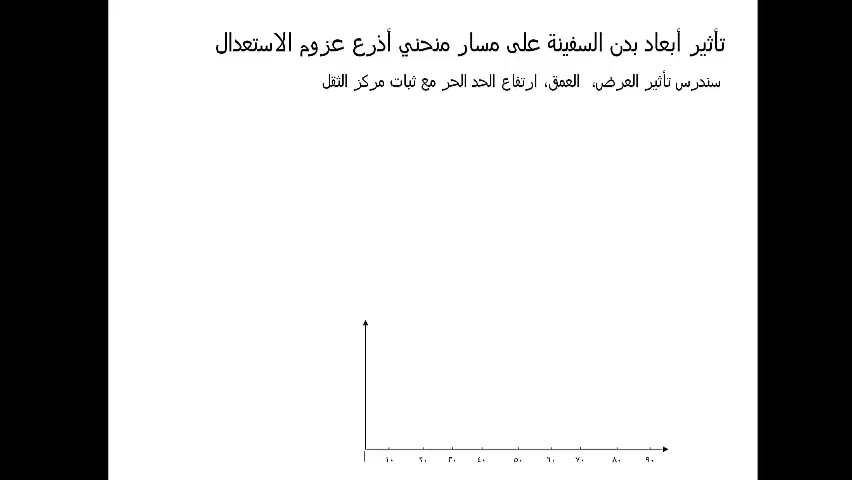 تأثير أبعاد بدن السفينة على مسار منحني أذرع عزوم الاستعدال
سندرس تأثير العرض، العمق، ارتفاع الحد الحر مع ثبات مركز الثقل
١٠ ٢٠ ٣٠ ٤٠ ٥٠ ٦٠ ٧٠ ٨٠ ٩٠